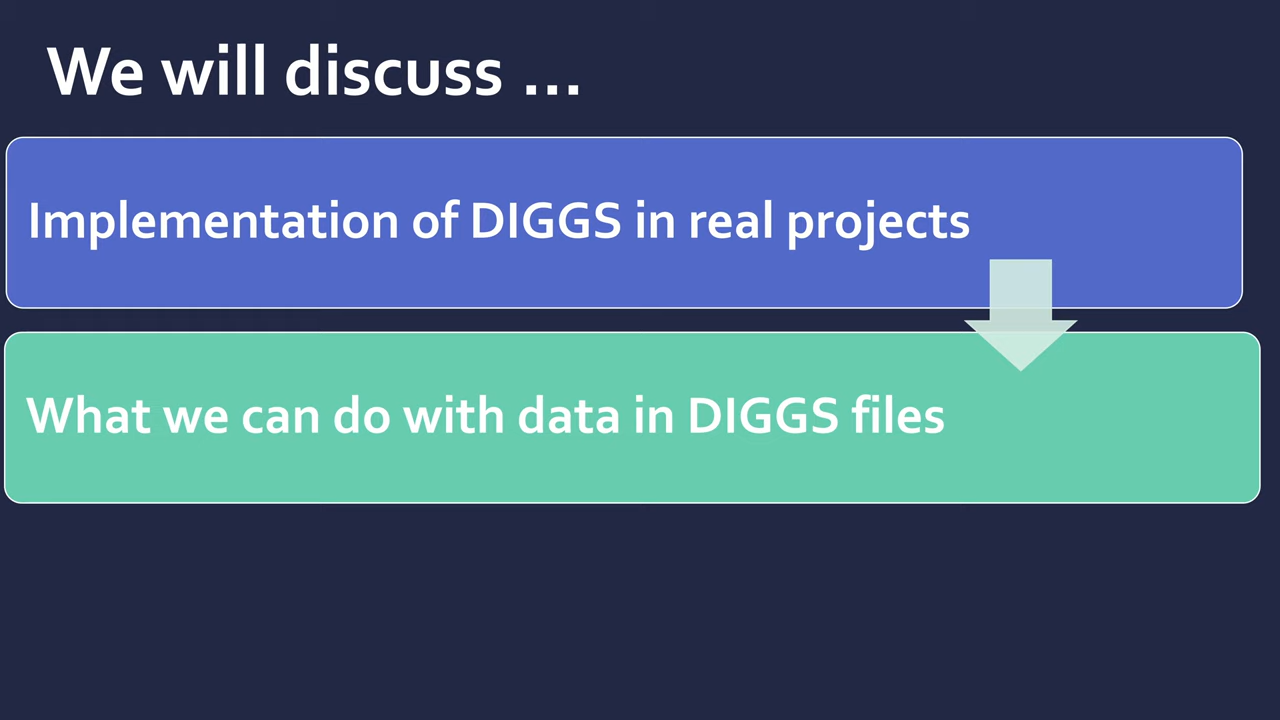 We will discuss ...
Implementation of DIGGS in real projects
What we can do with data in DIGGS files